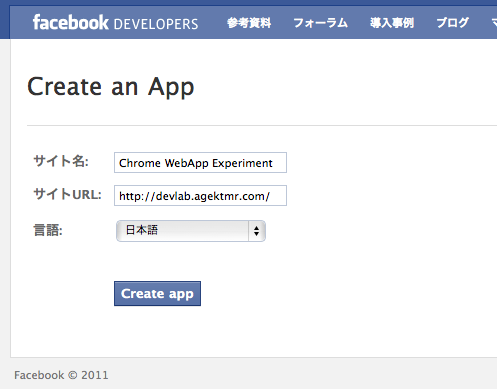 facebook DEVELOPERS 参考資料 フォーラム 導入事例 ブログ
Create an App
サイト名: Chrome WebApp Experiment
サイトURL: http://devlab.agektmr.com/
言語: 日本語
Create app
Facebook © 2011